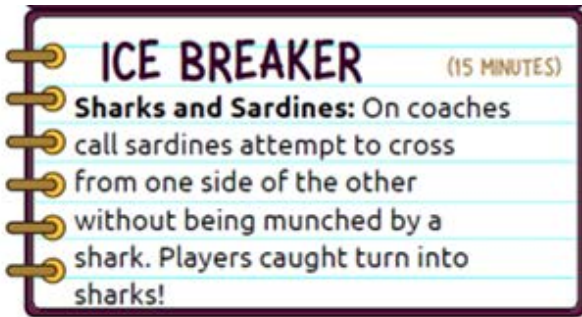 ICE BREAKER (15 MINUTES)
Sharks and Sardines: On coaches
call sardines attempt to cross
from one side of the other
without being munched by a
shark. Players caught turn into
sharks!